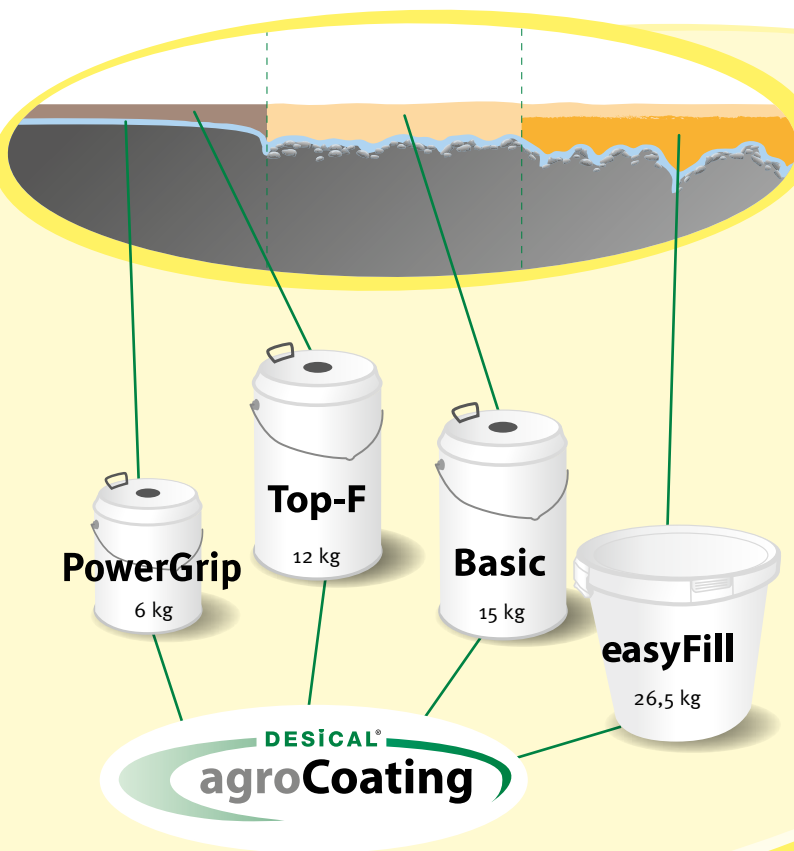 Top-F
12 kg
PowerGrip
6 kg
Basic
15 kg
easyFill
26,5 kg
DESiCAL®
agroCoating